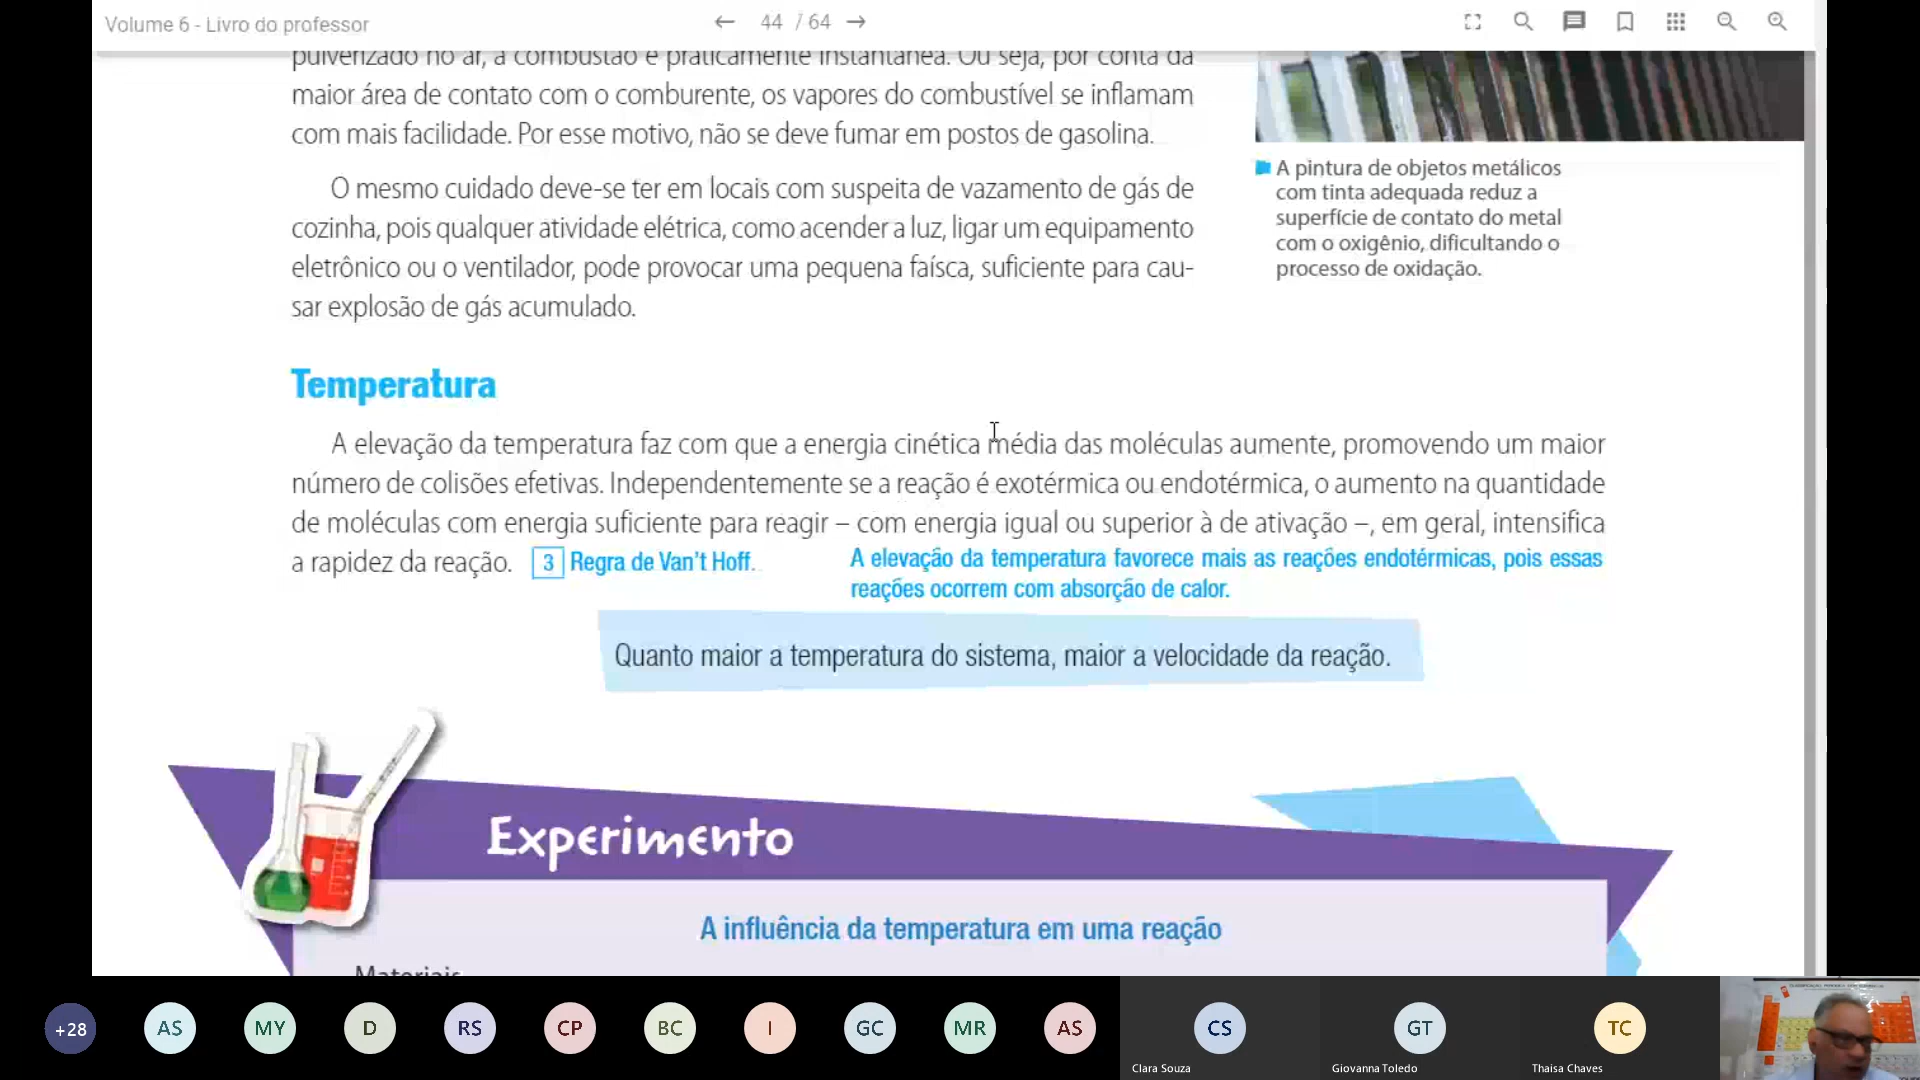 Volume 6 - Livro do professor
44 / 64
pulverizado no ar, a combustão é praticamente instantânea. Ou seja, por conta da
maior área de contato com o comburente, os vapores do combustível se inflamam
com mais facilidade. Por esse motivo, não se deve fumar em postos de gasolina.
O mesmo cuidado deve-se ter em locais com suspeita de vazamento de gás de
cozinha, pois qualquer atividade elétrica, como acender a luz, ligar um equipamento
eletrônico ou o ventilador, pode provocar uma pequena faísca, suficiente para cau-
sar explosão de gás acumulado.
A pintura de objetos metálicos
com tinta adequada reduz a
superfície de contato do metal
com o oxigênio, dificultando o
processo de oxidação.
Temperatura
A elevação da temperatura faz com que a energia cinética média das moléculas aumente, promovendo um maior
número de colisões efetivas. Independentemente se a reação é exotérmica ou endotérmica, o aumento na quantidade
de moléculas com energia suficiente para reagir – com energia igual ou superior à de ativação –, em geral, intensifica
a rapidez da reação. 3 Regra de Van't Hoff.
A elevação da temperatura favorece mais as reações endotérmicas, pois essas
reações ocorrem com absorção de calor.
Quanto maior a temperatura do sistema, maior a velocidade da reação.
Experimento
A influência da temperatura em uma reação
Materiais
+28 AS MY D RS CP BC I GC MR AS CS GT TC
Clara Souza Giovanna Toledo Thaisa Chaves